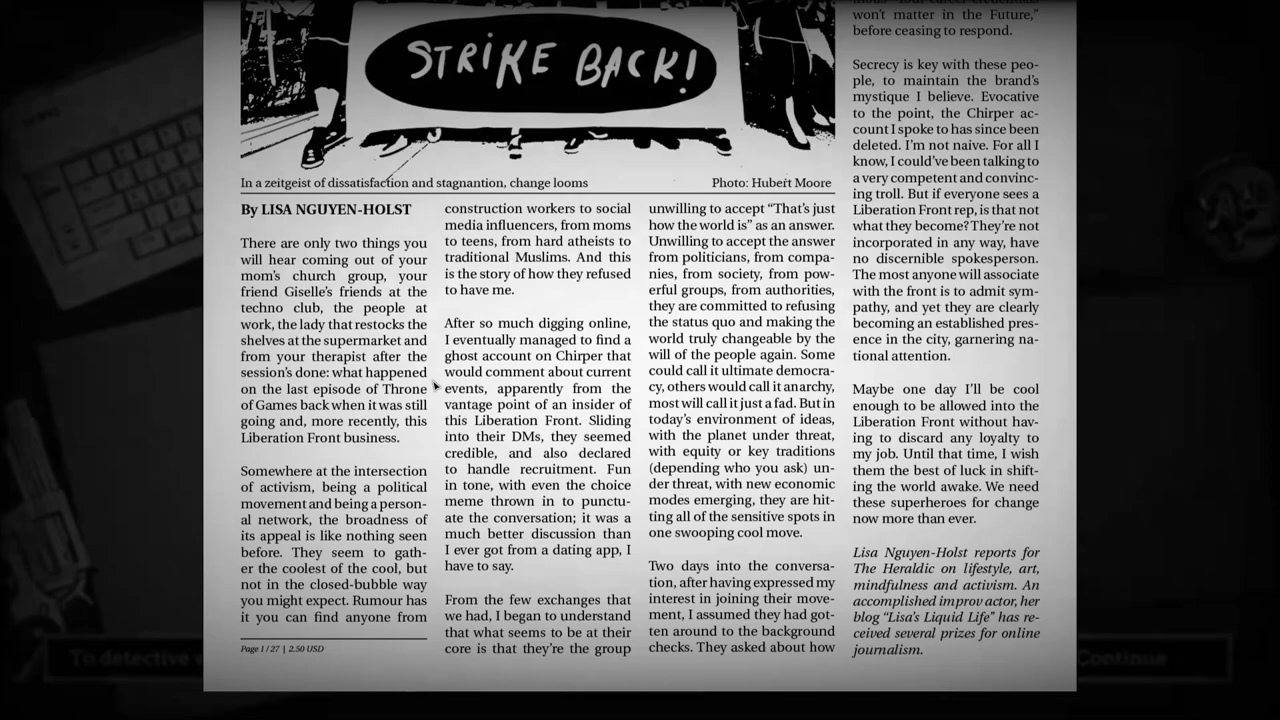 STRIKE BACK!
In a zeitgeist of dissatisfaction and stagnantion, change looms
Photo: Hubert Moore
By LISA NGUYEN-HOLST
There are only two things you
will hear coming out of your
mom's church group, your
friend Giselle's friends at the
techno club, the people at
work, the lady that restocks the
shelves at the supermarket and
from your therapist after the
session's done: what happened
on the last episode of Throne
of Games back when it was still
going and, more recently, this
Liberation Front business.
Somewhere at the intersection
of activism, being a political
movement and being a person-
al network, the broadness of
its appeal is like nothing seen
before. They seem to gath-
er the coolest of the cool, but
not in the closed-bubble way
you might expect. Rumour has
it you can find anyone from
Page 1 / 27 | 2.50 USD
construction workers to social
media influencers, from moms
to teens, from hard atheists to
traditional Muslims. And this
is the story of how they refused
to have me.
After so much digging online,
I eventually managed to find a
ghost account on Chirper that
would comment about current
events, apparently from the
vantage point of an insider of
this Liberation Front. Sliding
into their DMs, they seemed
credible, and also declared
to handle recruitment. Fun
in tone, with even the choice
meme thrown in to punctu-
ate the conversation; it was a
much better discussion than
I ever got from a dating app, I
have to say.
From the few exchanges that
we had, I began to understand
that what seems to be at their
core is that they're the group
unwilling to accept "That's just
how the world is" as an answer.
Unwilling to accept the answer
from politicians, from compa-
nies, from society, from pow-
erful groups, from authorities,
they are committed to refusing
the status quo and making the
world truly changeable by the
will of the people again. Some
could call it ultimate democra-
cy, others would call it anarchy,
most will call it just a fad. But in
today's environment of ideas,
with the planet under threat,
with equity or key traditions
(depending who you ask) un-
der threat, with new economic
modes emerging, they are hit-
ting all of the sensitive spots in
one swooping cool move.
Two days into the conversa-
tion, after having expressed my
interest in joining their move-
ment, I assumed they had got-
ten around to the background
checks. They asked about how
won't matter in the Future,"
before ceasing to respond.
Secrecy is key with these peo-
ple, to maintain the brand's
mystique I believe. Evocative
to the point, the Chirper ac-
count I spoke to has since been
deleted. I'm not naive. For all I
know, I could've been talking to
a very competent and convinc-
ing troll. But if everyone sees a
Liberation Front rep, is that not
what they become? They're not
incorporated in any way, have
no discernible spokesperson.
The most anyone will associate
with the front is to admit sym-
pathy, and yet they are clearly
becoming an established pres-
ence in the city, garnering na-
tional attention.
Maybe one day I'll be cool
enough to be allowed into the
Liberation Front without hav-
ing to discard any loyalty to
my job. Until that time, I wish
them the best of luck in shift-
ing the world awake. We need
these superheroes for change
now more than ever.
Lisa Nguyen-Holst reports for
The Heraldic on lifestyle, art,
mindfulness and activism. An
accomplished improv actor, her
blog "Lisa's Liquid Life" has re-
ceived several prizes for online
journalism.
To detective
Continue